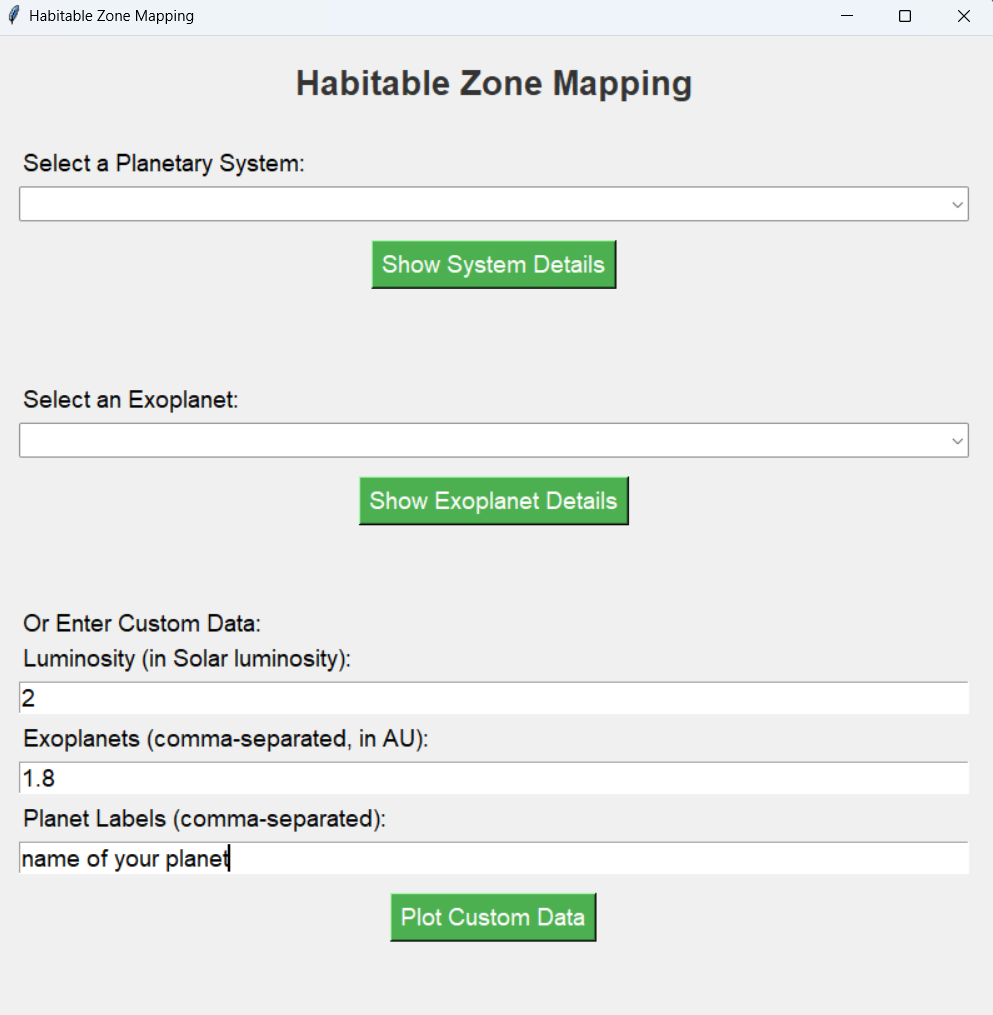 Habitable Zone Mapping
Habitable Zone Mapping
Select a Planetary System:
Show System Details
Select an Exoplanet:
Show Exoplanet Details
Or Enter Custom Data:
Luminosity (in Solar luminosity):
2
Exoplanets (comma-separated, in AU):
1.8
Planet Labels (comma-separated):
name of your planet
Plot Custom Data